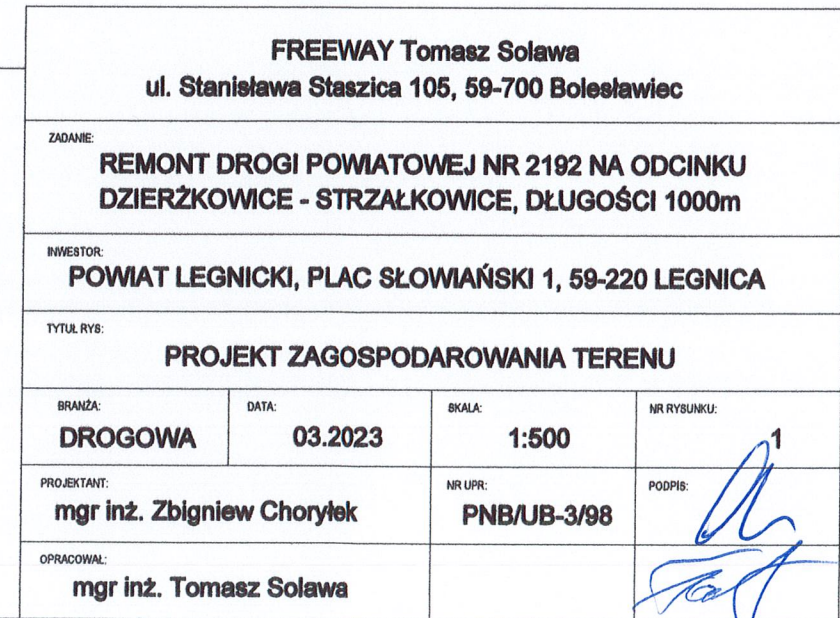 FREEWAY Tomasz Solawa
ul. Stanisława Staszica 105, 59-700 Bolesławiec
ZADANIE:
REMONT DROGI POWIATOWEJ NR 2192 NA ODCINKU
DZIERŻKOWICE - STRZAŁKOWICE, DŁUGOŚCI 1000m
INWESTOR:
POWIAT LEGNICKI, PLAC SŁOWIAŃSKI 1, 59-220 LEGNICA
TYTUŁ RYS:
PROJEKT ZAGOSPODAROWANIA TERENU
BRANŻA: DATA: SKALA: NR RYSUNKU:
DROGOWA 03.2023 1:500 1
PROJEKTANT: NR UPR: PODPIS:
mgr inż. Zbigniew Choryłek PNB/UB-3/98
OPRACOWAŁ:
mgr inż. Tomasz Solawa